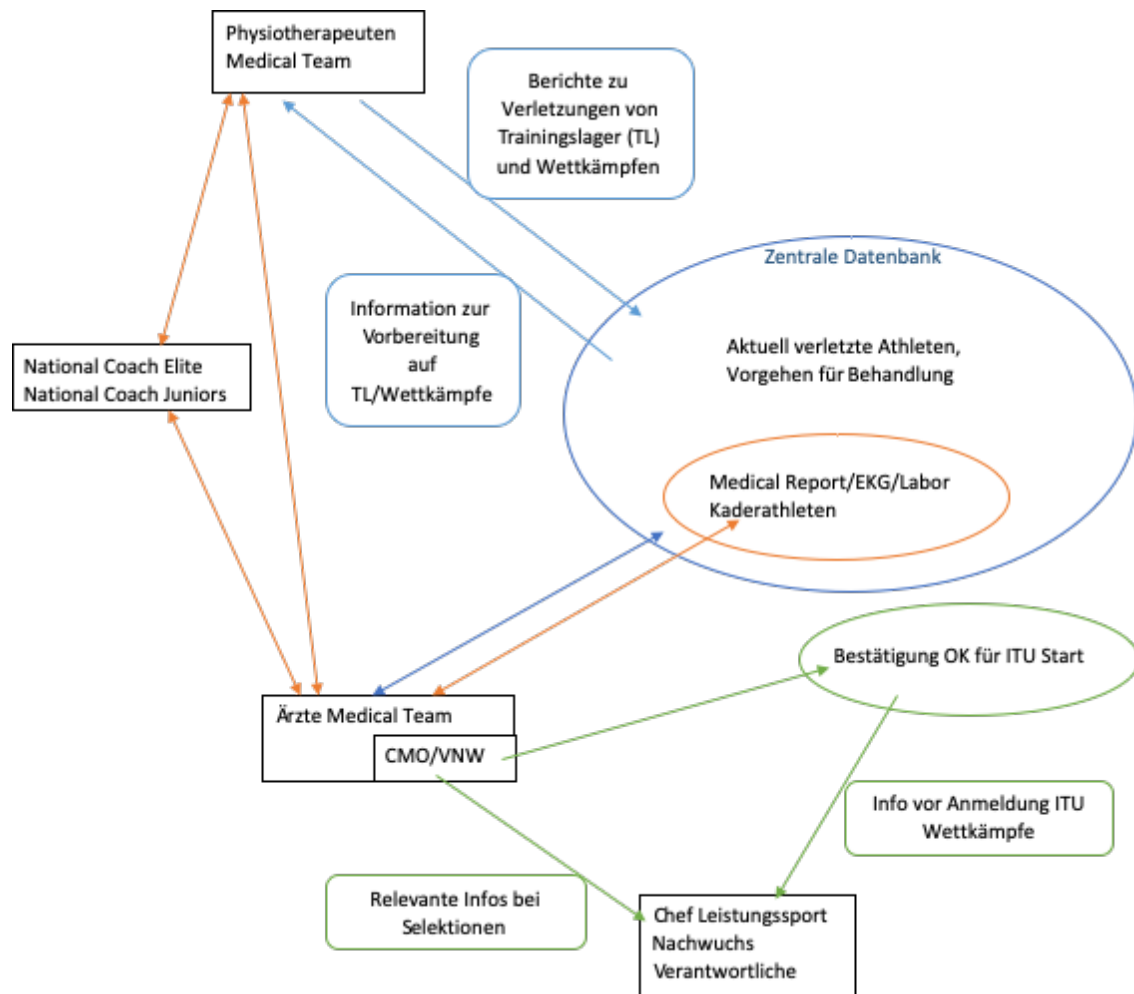 Physiotherapeuten
Medical Team
Berichte zu
Verletzungen von
Trainingslager (TL)
und Wettkämpfen
Zentrale Datenbank
Information zur
Vorbereitung
auf
TL/Wettkämpfe
Aktuell verletzte Athleten,
Vorgehen für Behandlung
National Coach Elite
National Coach Juniors
Medical Report/EKG/Labor
Kaderathleten
Bestätigung OK für ITU Start
Ärzte Medical Team
CMO/VNW
Info vor Anmeldung ITU
Wettkämpfe
Relevante Infos bei
Selektionen
Chef Leistungssport
Nachwuchs
Verantwortliche